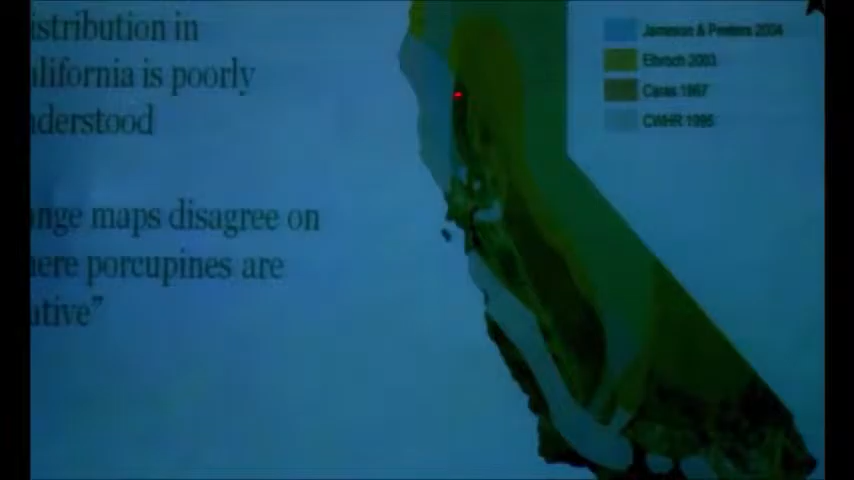 istribution in
alifornia is poorly
nderstood
ange maps disagree on
here porcupines are
ative”
Jameson & Peeters 2004
Elbroch 2003
Caras 1967
CWHR 1995